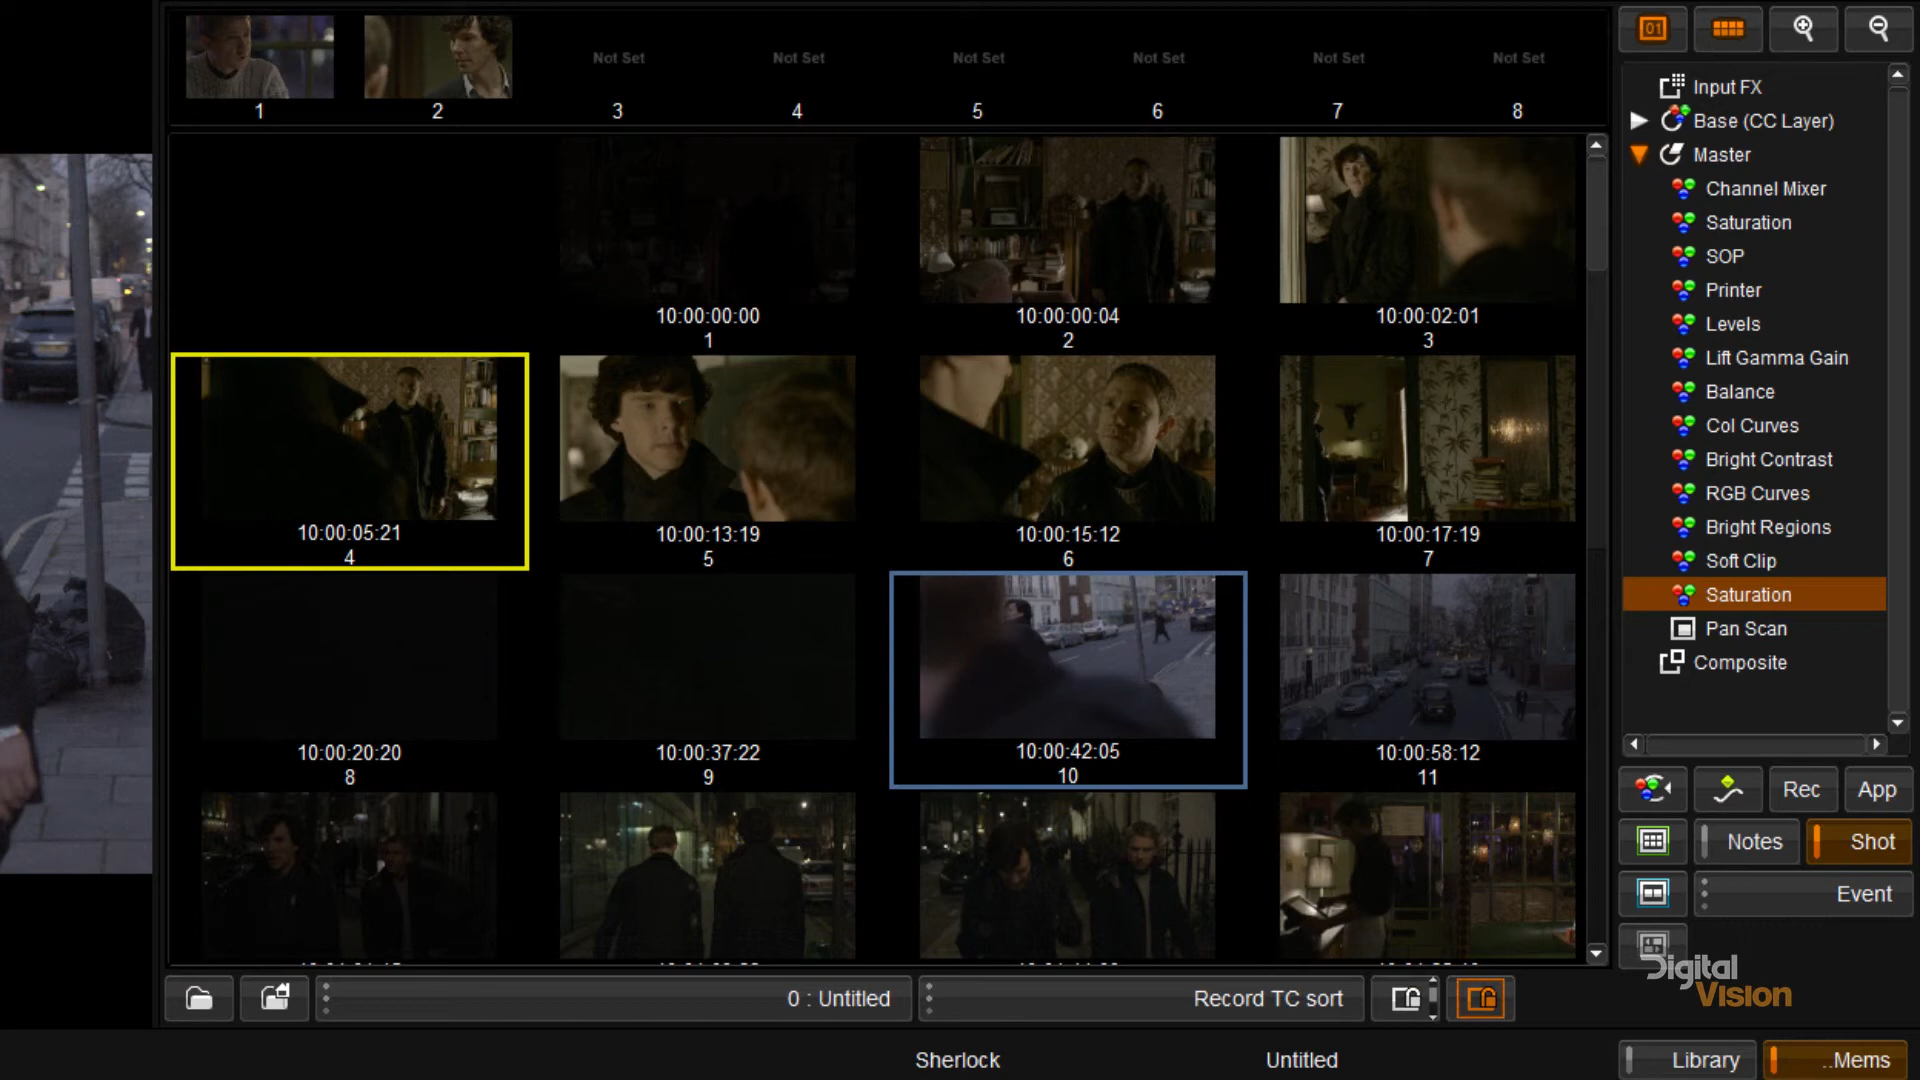 Not Set Not Set Not Set Not Set Not Set Not Set
1 2 3 4 5 6 7 8
10:00:00:00 10:00:00:04 10:00:02:01
1 2 3
10:00:05:21 10:00:13:19 10:00:15:12 10:00:17:19
4 5 6 7
10:00:20:20 10:00:37:22 10:00:42:05 10:00:58:12
8 9 10 11
0 : Untitled Record TC sort
Sherlock Untitled
01
Input FX
Base (CC Layer)
Master
Channel Mixer
Saturation
SOP
Printer
Levels
Lift Gamma Gain
Balance
Col Curves
Bright Contrast
RGB Curves
Bright Regions
Soft Clip
Saturation
Pan Scan
Composite
Rec App
Notes Shot
Event
Digital
Vision
Library ..Mems